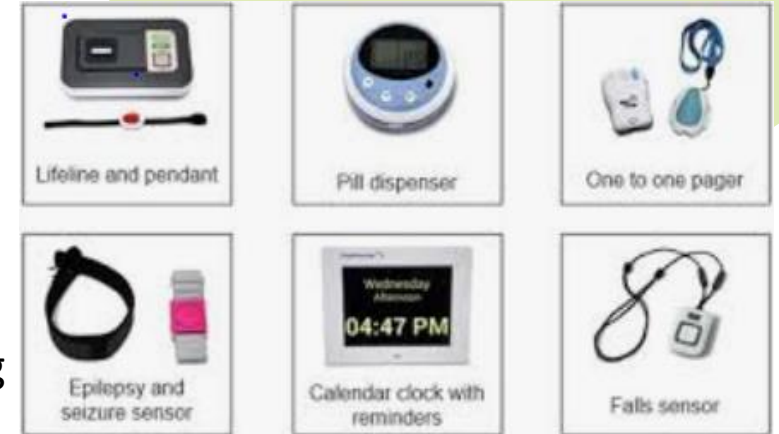 Lifeline and pendant
Pill dispenser
One to one pager
Epilepsy and
seizure sensor
Wednesday
Afternoon
04:47 PM
Calendar clock with
reminders
Falls sensor
g